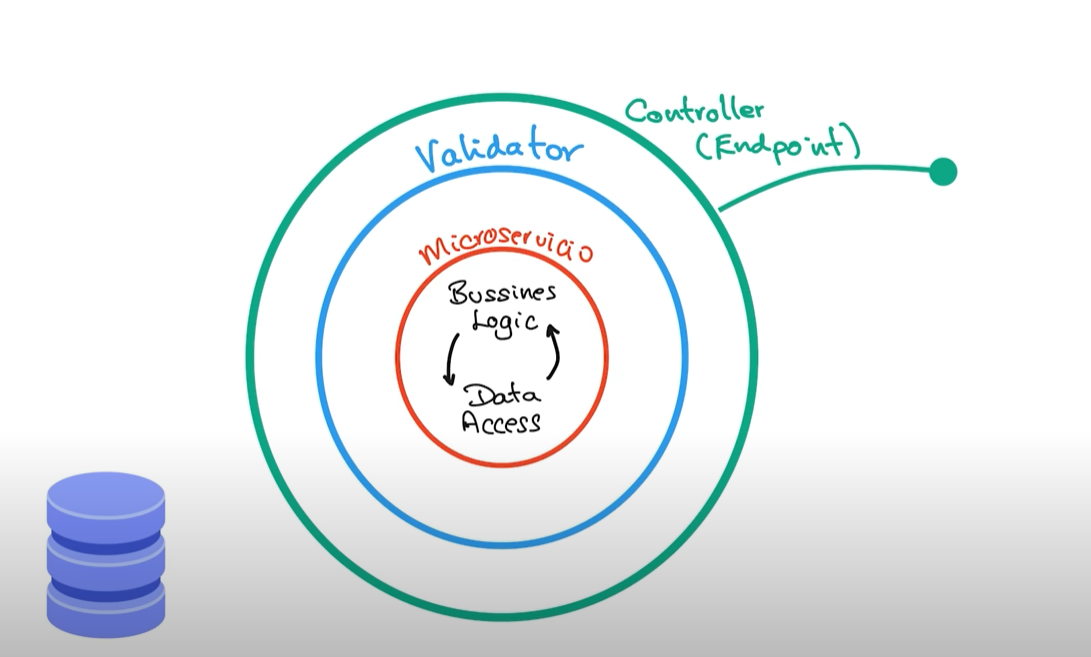 Controller
(Endpoint)
Validator
Microservicio
Bussines
Logic
Data
Access